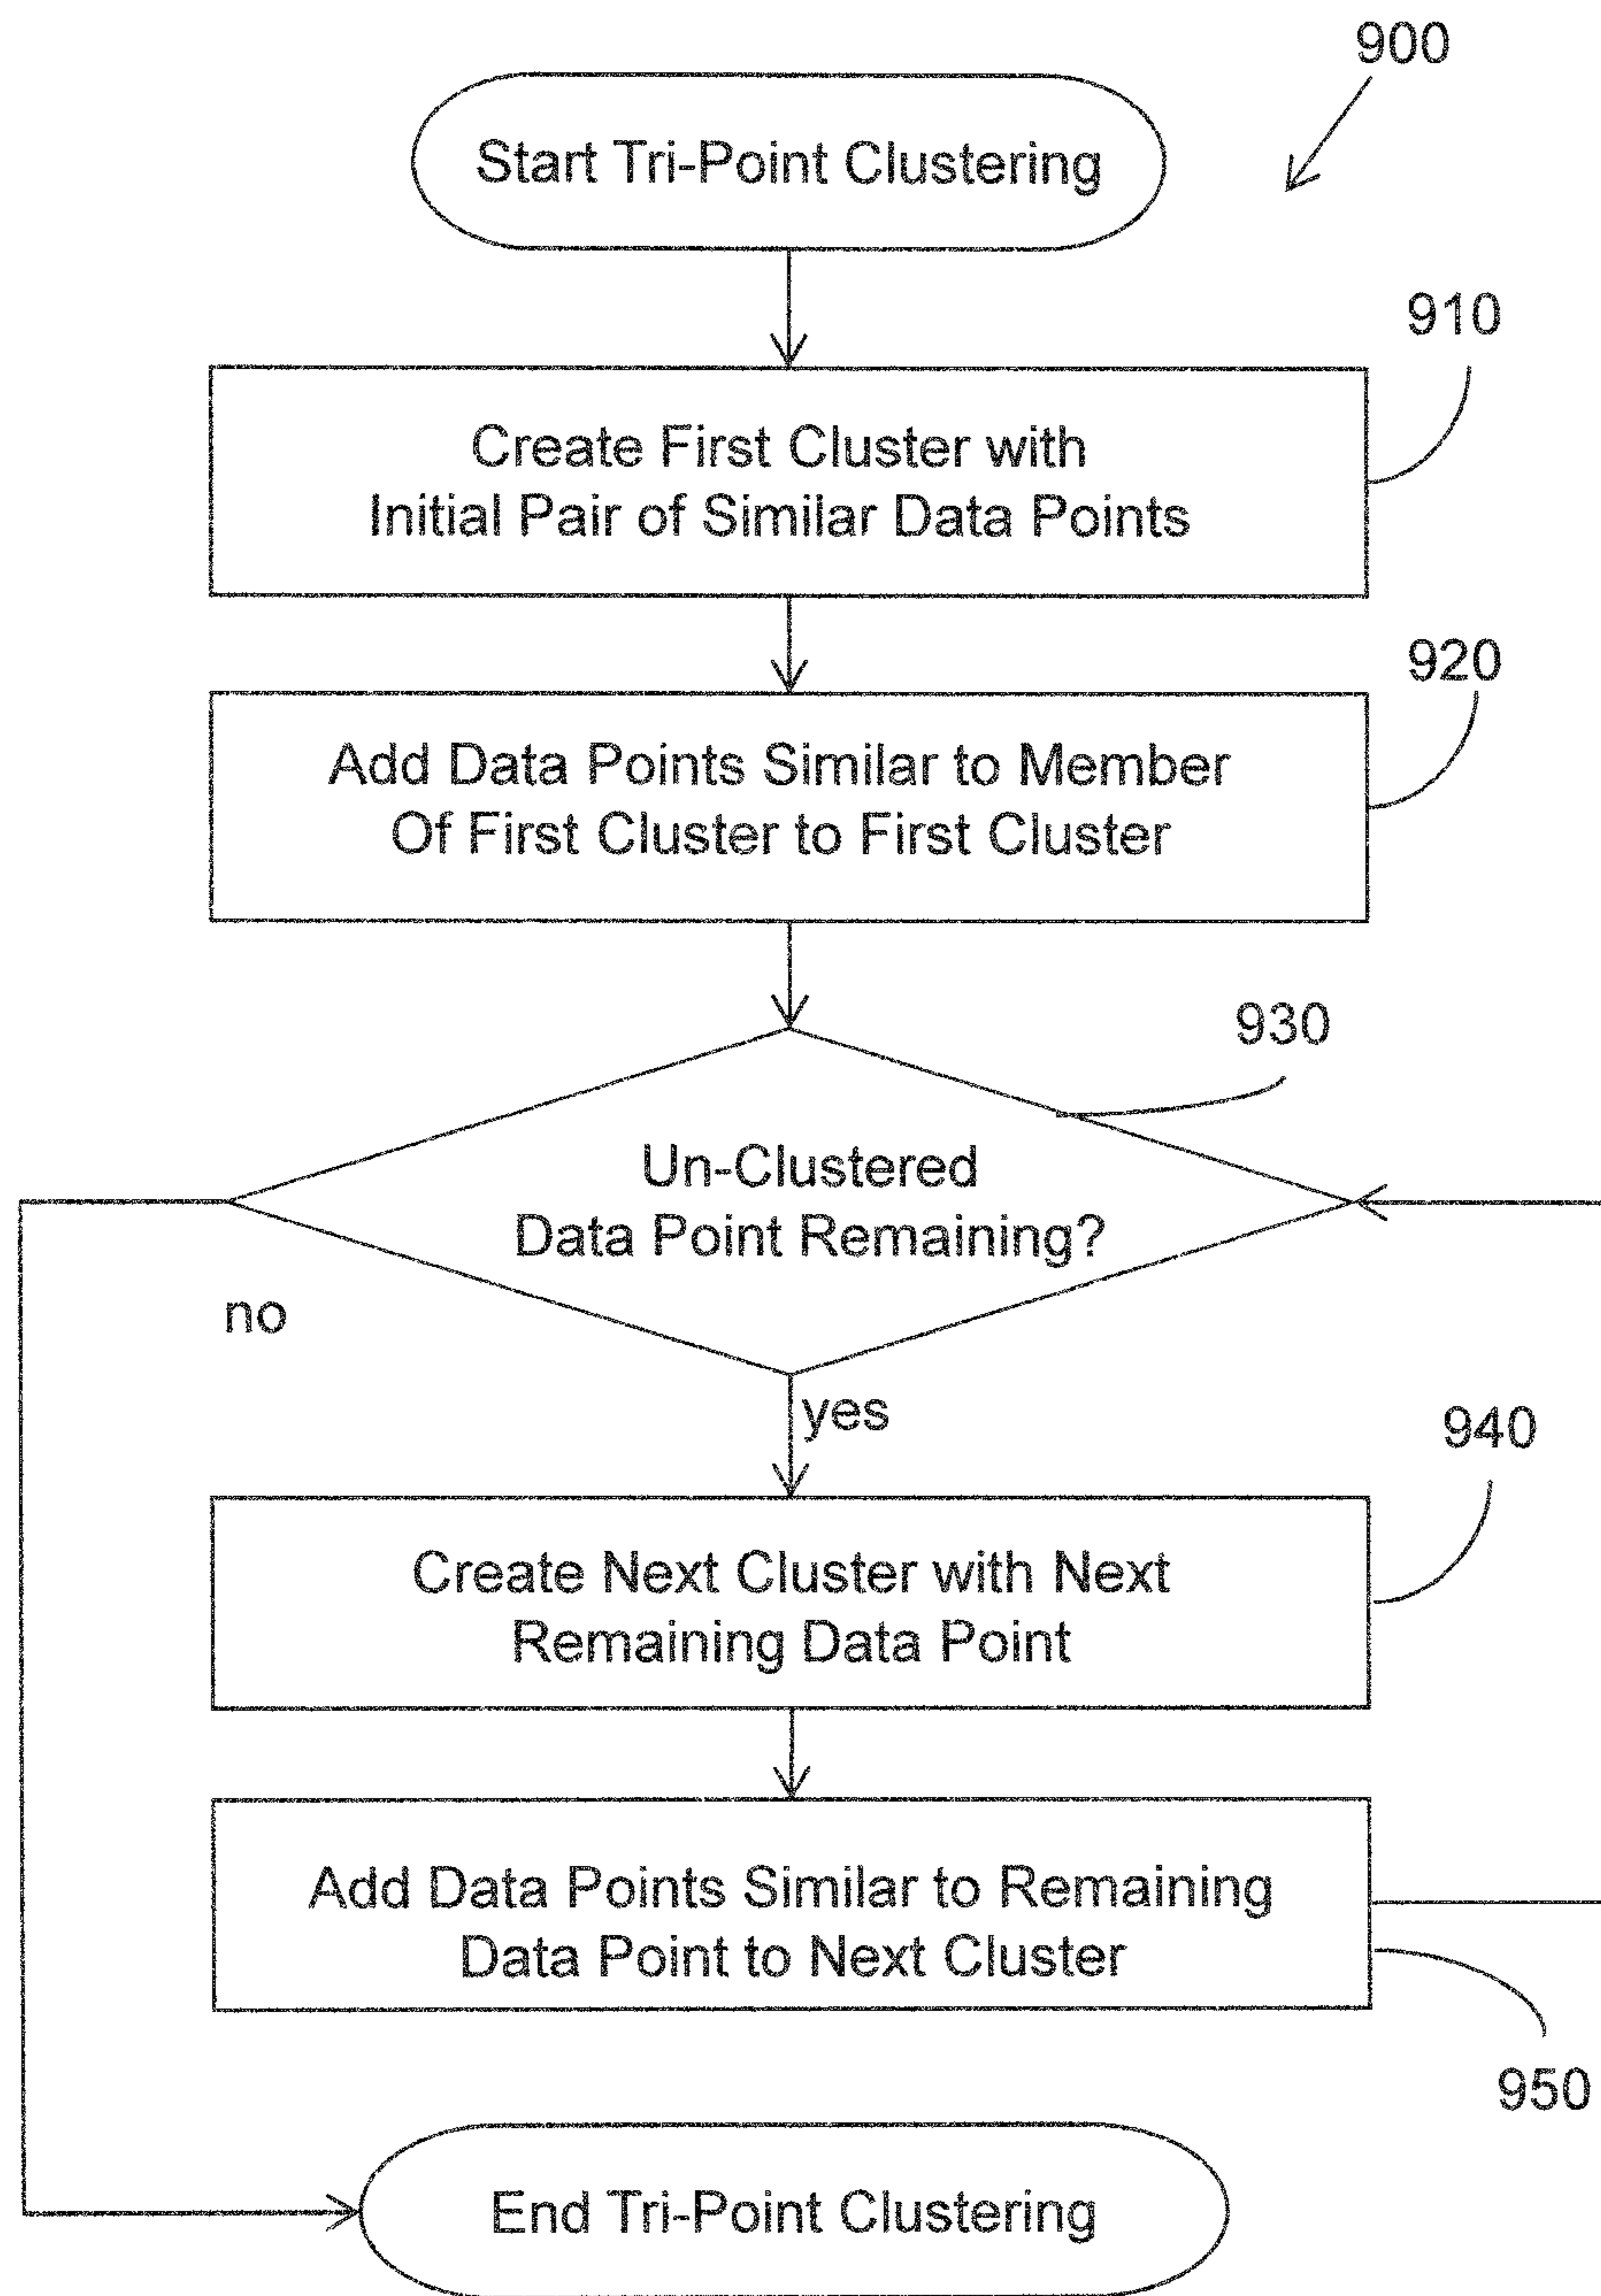 900
Start Tri-Point Clustering
910
Create First Cluster with
Initial Pair of Similar Data Points
920
Add Data Points Similar to Member
Of First Cluster to First Cluster
930
Un-Clustered
Data Point Remaining?
no
yes
940
Create Next Cluster with Next
Remaining Data Point
Add Data Points Similar to Remaining
Data Point to Next Cluster
950
End Tri-Point Clustering